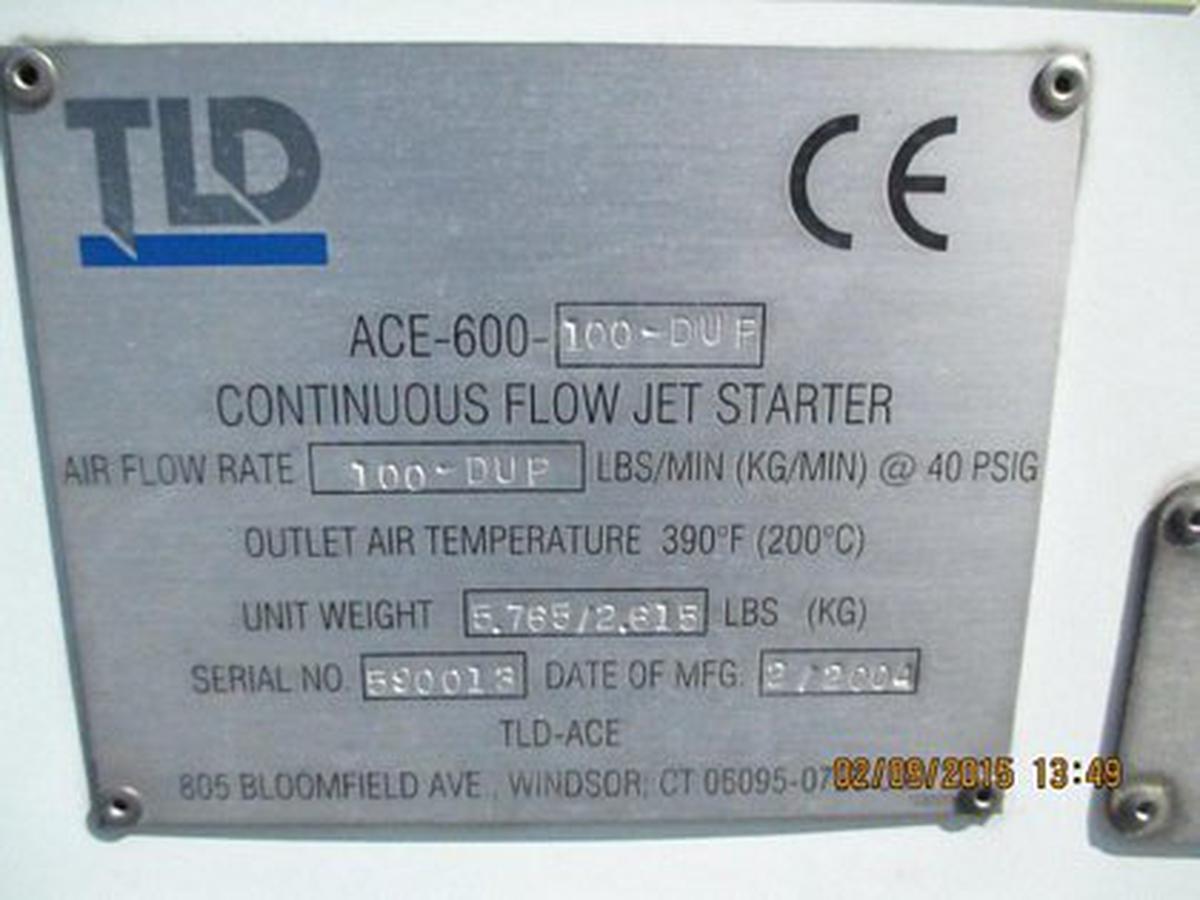 TLD
CE
ACE-600-100-DUP
CONTINUOUS FLOW JET STARTER
AIR FLOW RATE 100-DUP LBS/MIN (KG/MIN) @ 40 PSIG
OUTLET AIR TEMPERATURE 390°F (200°C)
UNIT WEIGHT 5.765/2.615 LBS (KG)
SERIAL NO. 590013 DATE OF MFG: 2/2004
TLD-ACE
805 BLOOMFIELD AVE., WINDSOR, CT
02/09/2015 13:49